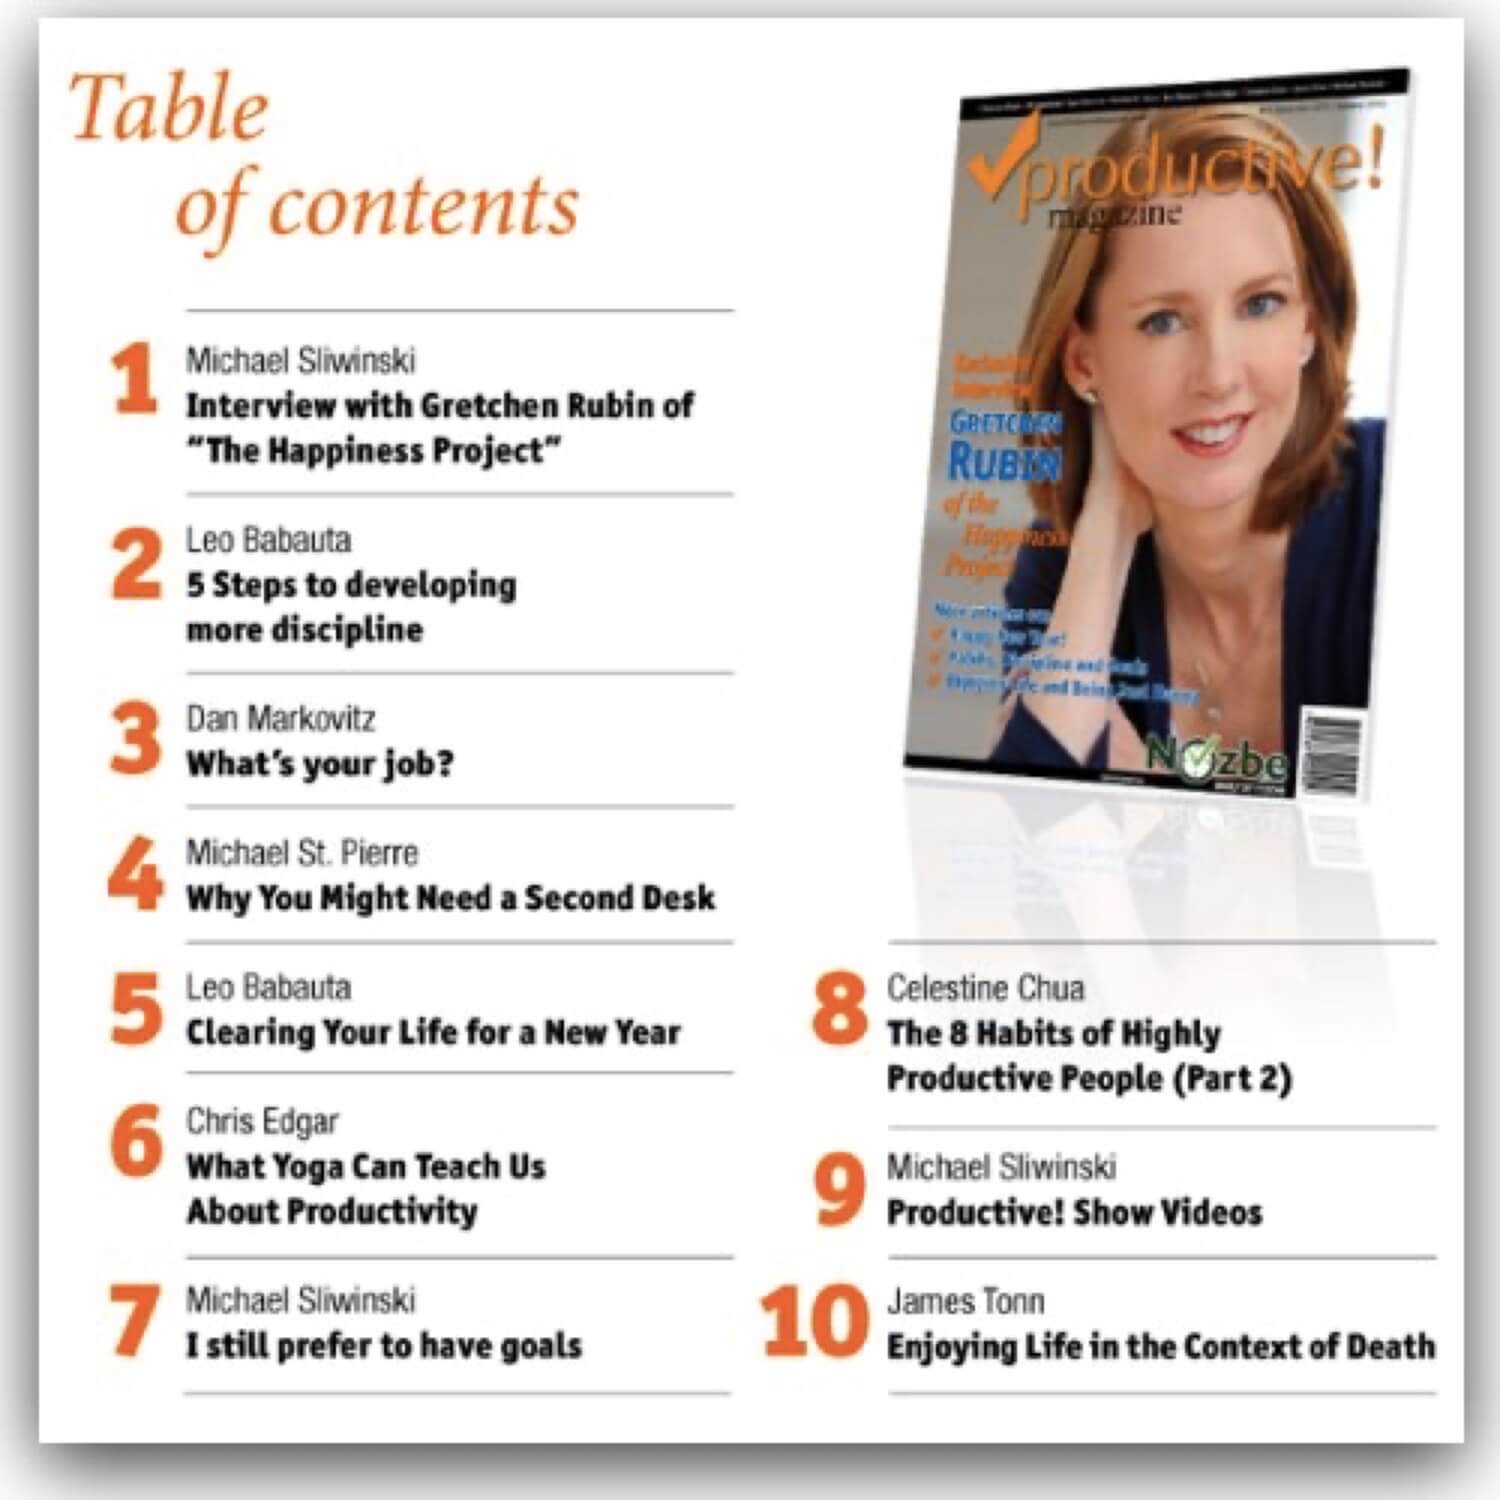 Table
of contents
1
Michael Sliwinski
Interview with Gretchen Rubin of
“The Happiness Project”
2
Leo Babauta
5 Steps to developing
more discipline
3
Dan Markovitz
What's your job?
4
Michael St. Pierre
Why You Might Need a Second Desk
5
Leo Babauta
Clearing Your Life for a New Year
6
Chris Edgar
What Yoga Can Teach Us
About Productivity
7
Michael Sliwinski
I still prefer to have goals
productive!
magazine
Exclusive
Interview
GRETCHEN
RUBIN
of the
Happiness
Project
Nozbe
8
Celestine Chua
The 8 Habits of Highly
Productive People (Part 2)
9
Michael Sliwinski
Productive! Show Videos
10
James Tonn
Enjoying Life in the Context of Death